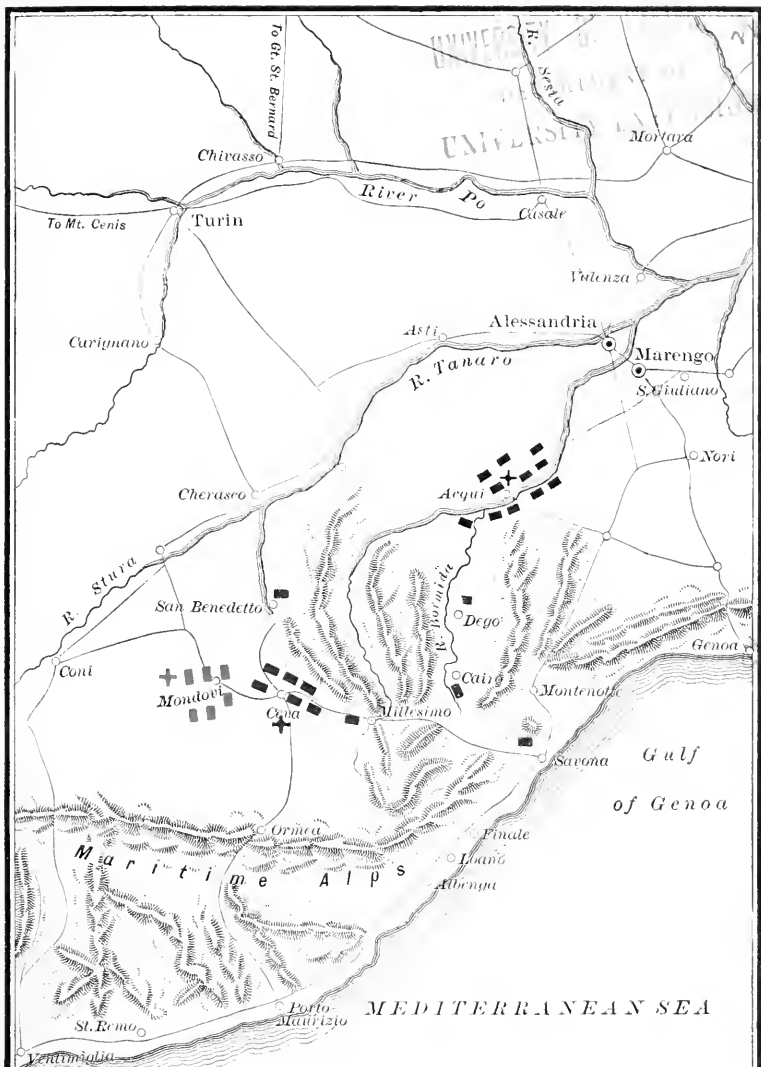 To Gt. St. Bernard
R. Sesia
UNIVERSITY
Mortara
Chivasso
River Po
Casale
To Mt. Cenis
Turin
Valenza
Carignano
Asti
Alessandria
Marengo
R. Tanaro
S. Giuliano
Nori
Cherasco
Acqui
R. Stura
San Benedetto
R. Bormida
Dego
Genoa
Coni
Cairo
Montenotte
Mondovi
Ceva
Millesimo
Savona
Gulf
of Genoa
Ormea
Finale
Maritime Alps
Loano
Albenga
Porto-
Maurizio
MEDITERRANEAN SEA
St. Remo
Ventimiglia